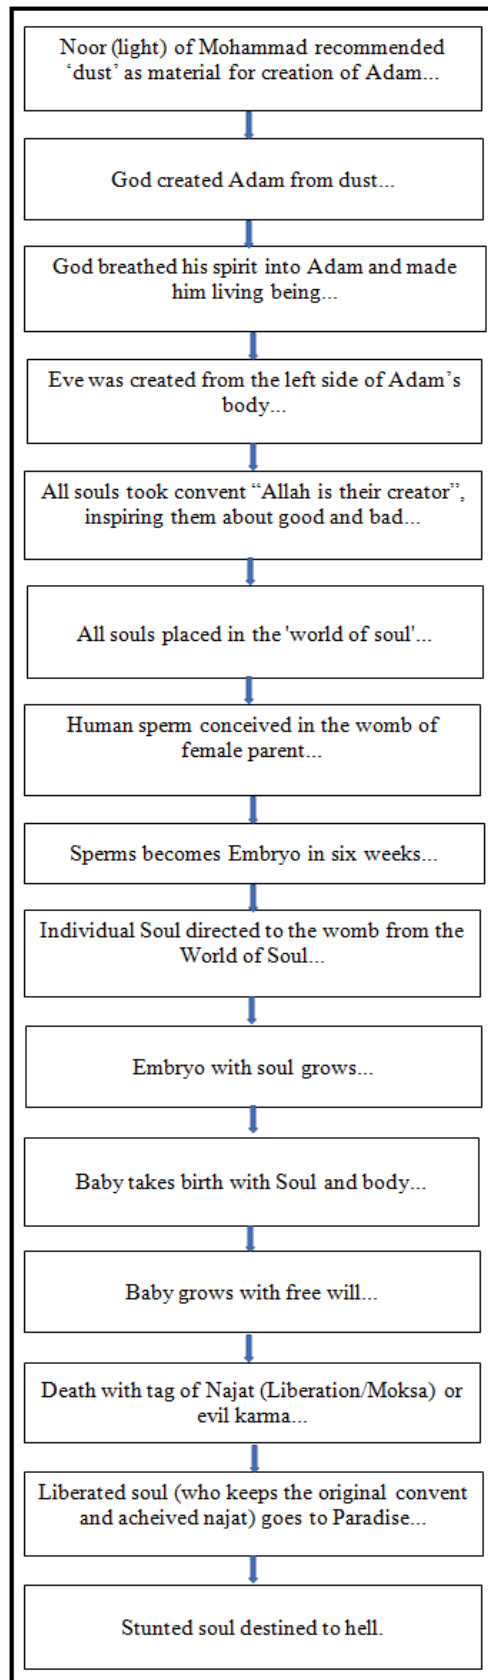 Noor (light) of Mohammad recommended
‘dust’ as material for creation of Adam...
God created Adam from dust...
God breathed his spirit into Adam and made
him living being...
Eve was created from the left side of Adam’s
body...
All souls took convent “Allah is their creator”,
inspiring them about good and bad...
All souls placed in the 'world of soul'...
Human sperm conceived in the womb of
female parent...
Sperms becomes Embryo in six weeks...
Individual Soul directed to the womb from the
World of Soul...
Embryo with soul grows...
Baby takes birth with Soul and body...
Baby grows with free will...
Death with tag of Najat (Liberation/Moksa) or
evil karma...
Liberated soul (who keeps the original convent
and acheived najat) goes to Paradise...
Stunted soul destined to hell.